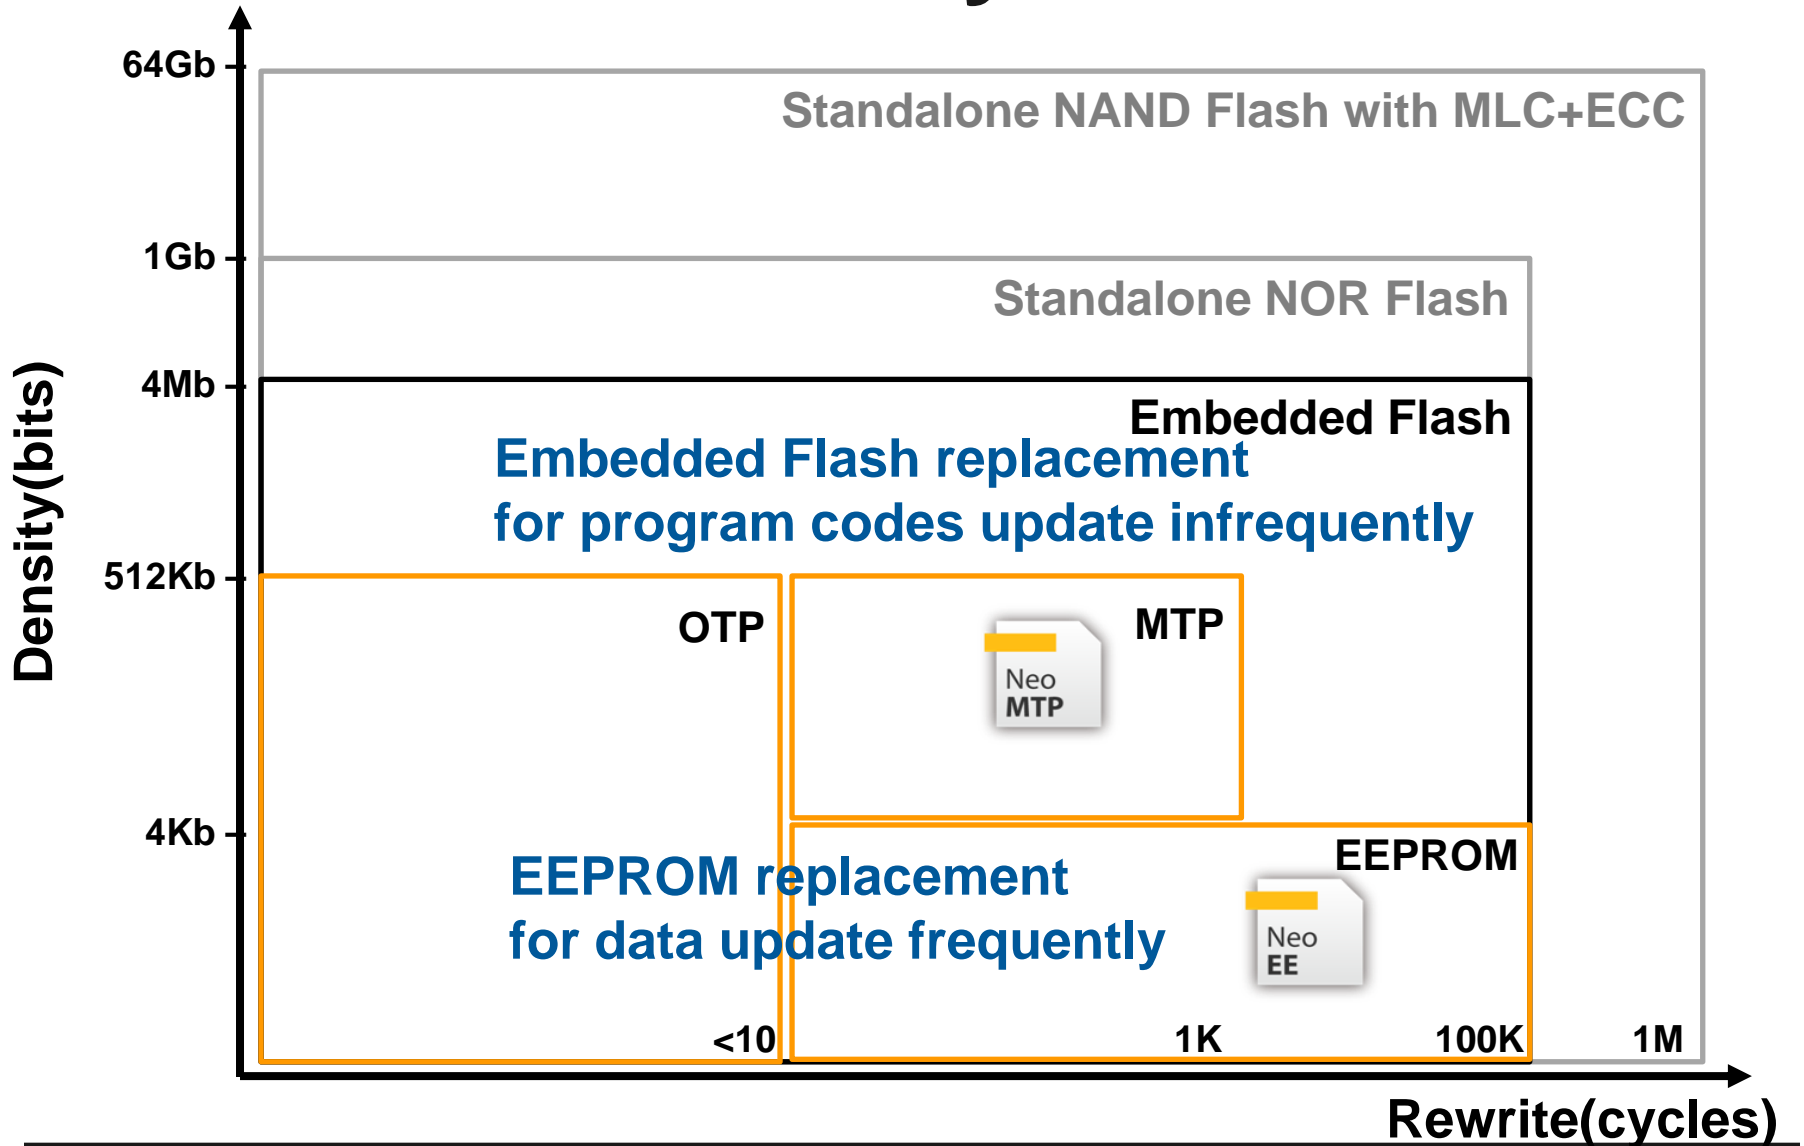 64Gb
Standalone NAND Flash with MLC+ECC
1Gb
Standalone NOR Flash
4Mb
Embedded Flash
Embedded Flash replacement
for program codes update infrequently
Density(bits)
512Kb
OTP
MTP
Neo
MTP
4Kb
EEPROM
EEPROM replacement
for data update frequently
Neo
EE
<10
1K
100K
1M
Rewrite(cycles)